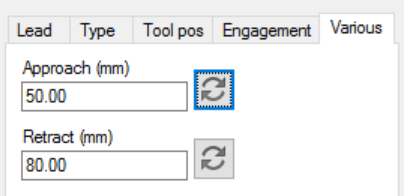 Lead Type Tool pos Engagement Various
Approach (mm)
50.00
Retract (mm)
80.00